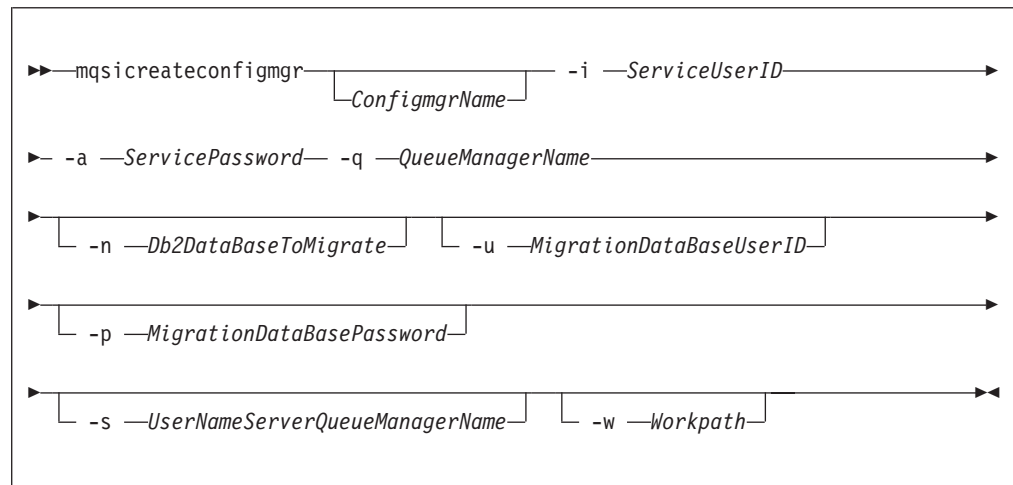 mqsicreateconfigmgr -i ServiceUserID
ConfigmgrName
-a ServicePassword -q QueueManagerName
-n Db2DataBaseToMigrate -u MigrationDataBaseUserID
-p MigrationDataBasePassword
-s UserNameServerQueueManagerName -w Workpath